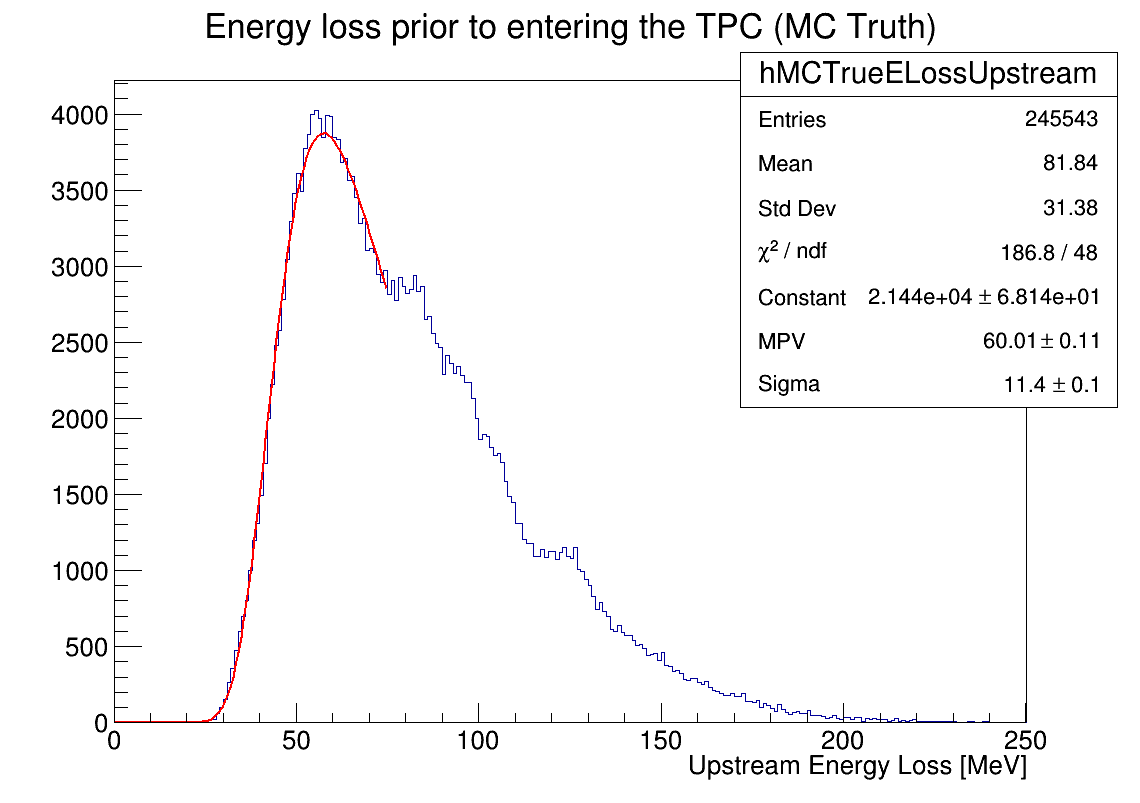 Energy loss prior to entering the TPC (MC Truth)
hMCTrueELossUpstream
Entries 245543
Mean 81.84
Std Dev 31.38
χ² / ndf 186.8 / 48
Constant 2.144e+04 ± 6.814e+01
MPV 60.01 ± 0.11
Sigma 11.4 ± 0.1
4000
3500
3000
2500
2000
1500
1000
500
0
0 50 100 150 200 250
Upstream Energy Loss [MeV]